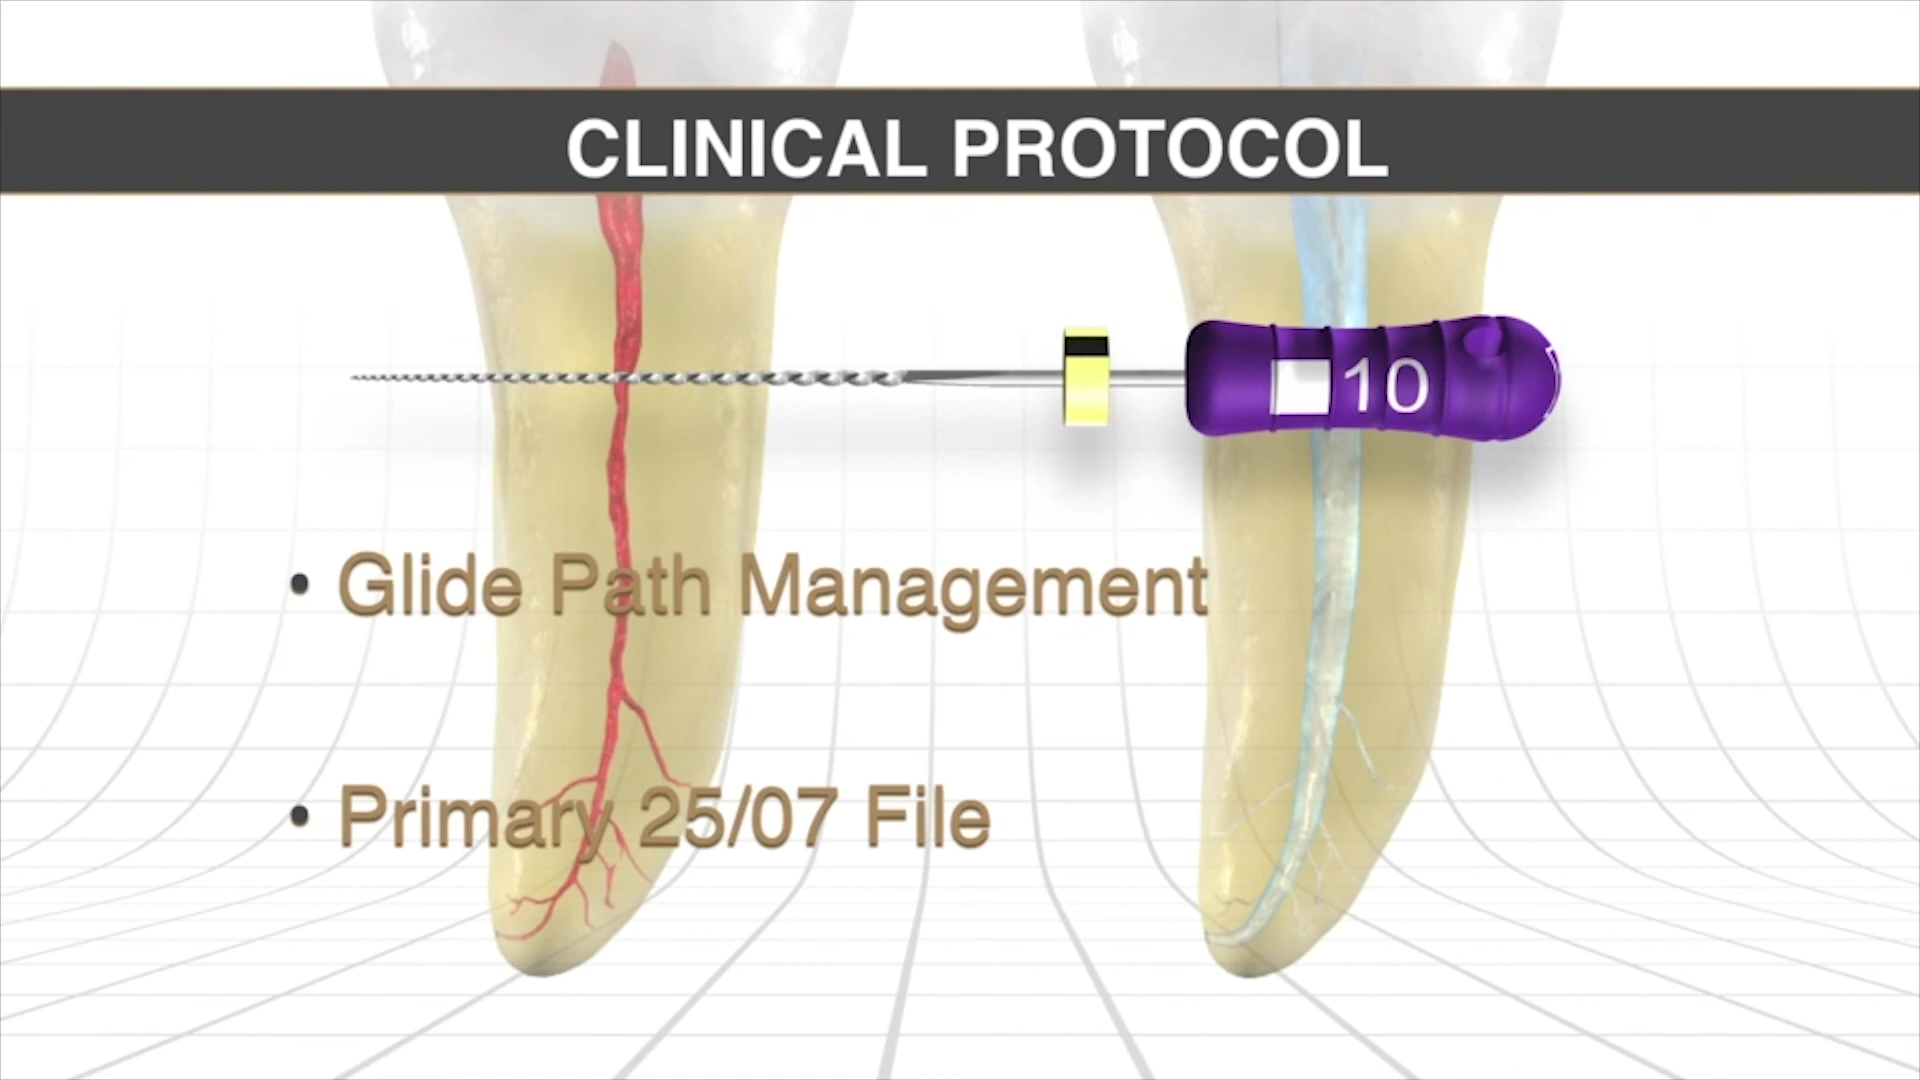 CLINICAL PROTOCOL
10
• Glide Path Management
• Primary 25/07 File